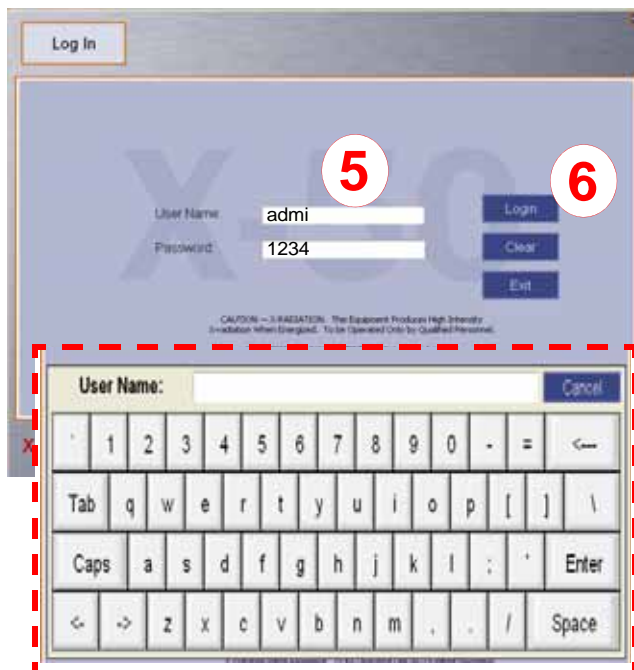 Log In
X-50
5
6
User Name:
admi
Login
Password:
1234
Clear
Exit
CAUTION – X-RADIATION. The Equipment Produces High Intensity
X-radiation When Energized. To be Operated Only by Qualified Personnel.
User Name: Cancel
` 1 2 3 4 5 6 7 8 9 0 - = <---
Tab q w e r t y u i o p [ ] \
Caps a s d f g h j k l ; ' Enter
<- -> z x c v b n m , . / Space
X